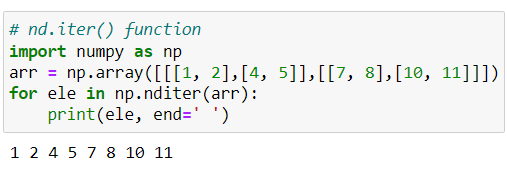 # nd.iter() function
import numpy as np
arr = np.array([[[1, 2],[4, 5]],[[7, 8],[10, 11]]])
for ele in np.nditer(arr):
    print(ele, end=' ')
1 2 4 5 7 8 10 11